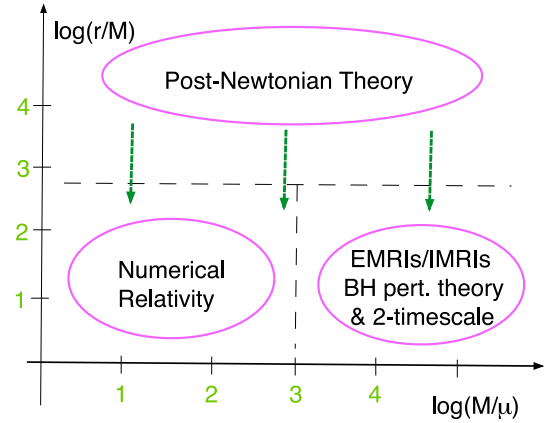 log(r/M)
Post-Newtonian Theory
4
3
2
1
Numerical
Relativity
EMRIs/IMRIs
BH pert. theory
& 2-timescale
1
2
3
4
log(M/μ)